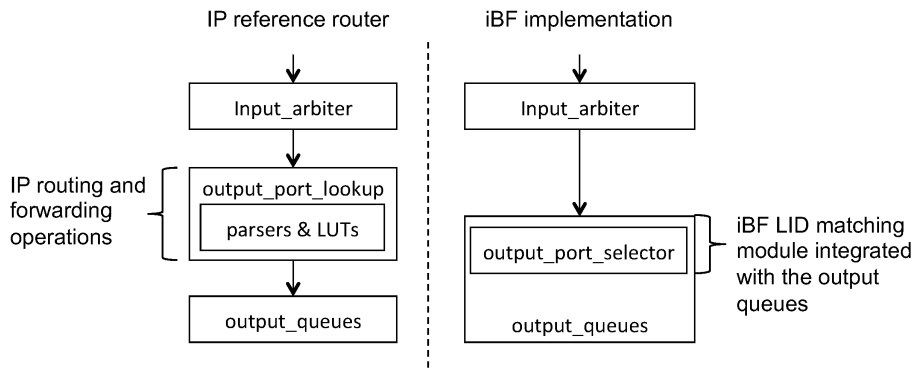 IP reference router
iBF implementation
Input_arbiter
Input_arbiter
IP routing and
forwarding
operations
output_port_lookup
parsers & LUTs
output_queues
output_port_selector
output_queues
iBF LID matching
module integrated
with the output
queues